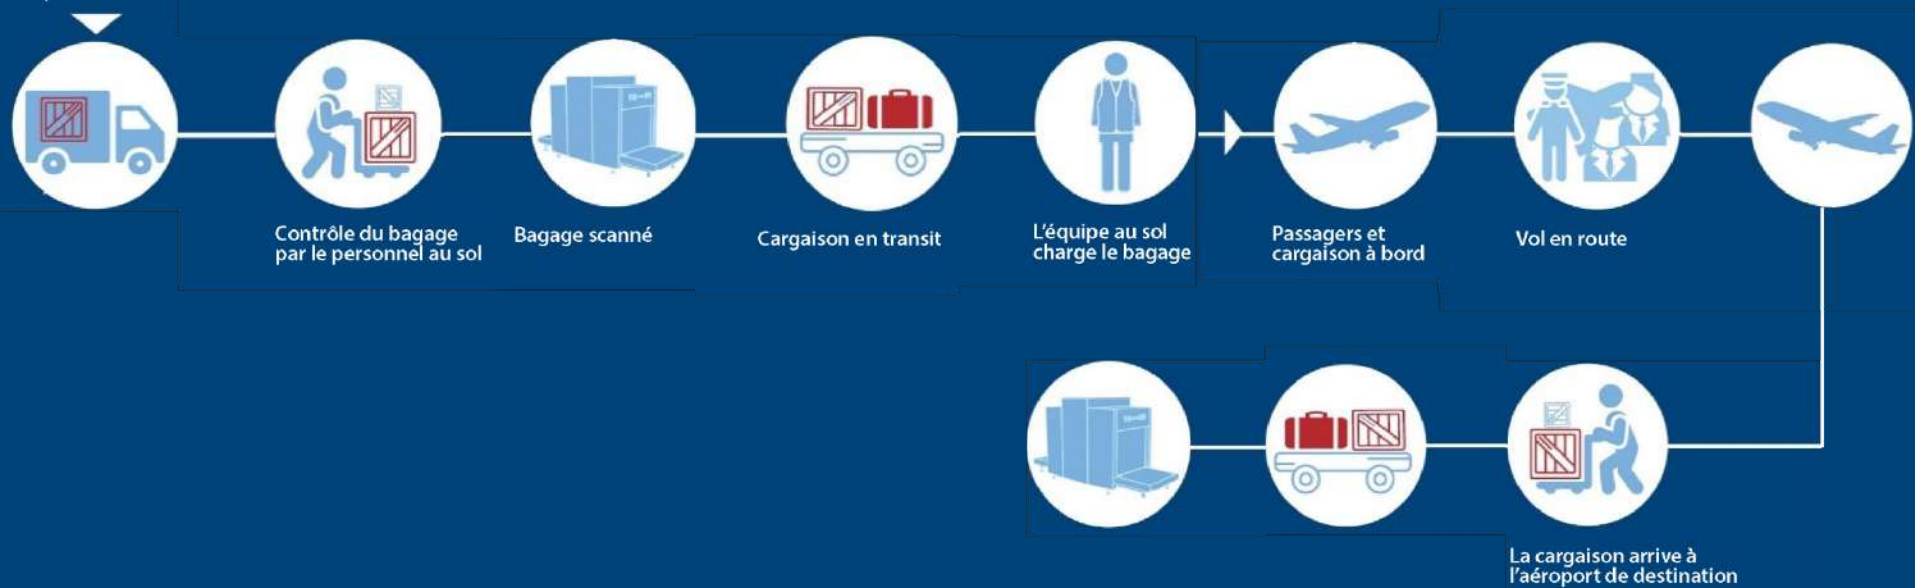 Contrôle du bagage
par le personnel au sol
Bagage scanné
Cargaison en transit
L'équipe au sol
charge le bagage
Passagers et
cargaison à bord
Vol en route
La cargaison arrive à
l'aéroport de destination